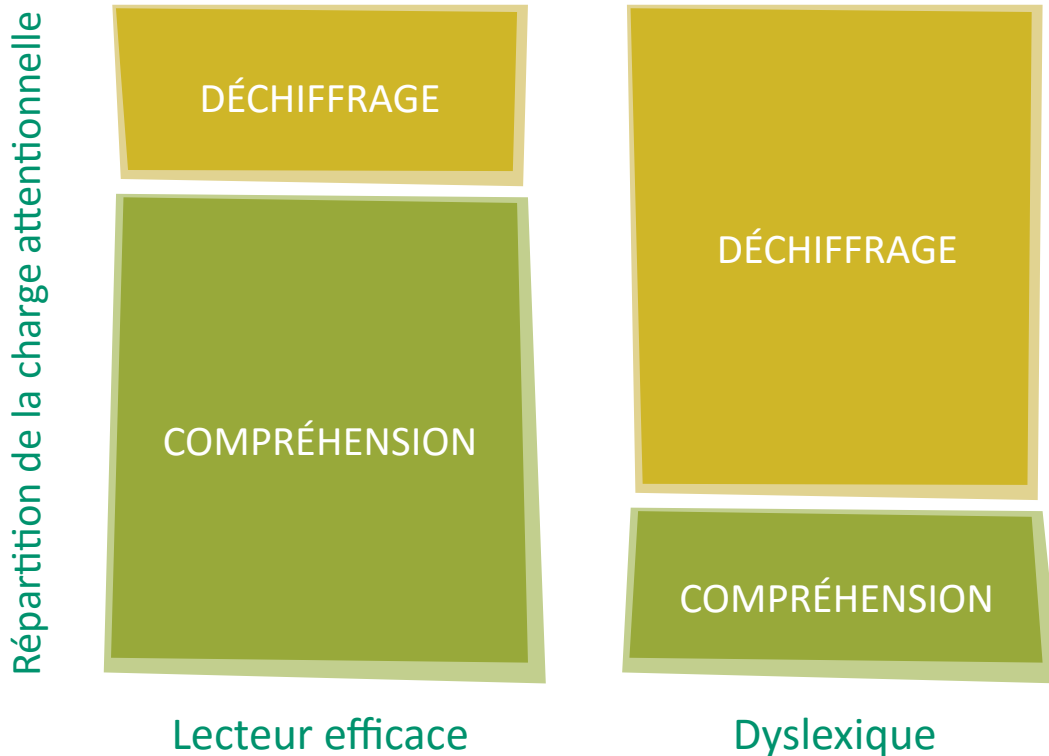 Répartition de la charge attentionnelle
DÉCHIFFRAGE
COMPRÉHENSION
Lecteur efficace
DÉCHIFFRAGE
COMPRÉHENSION
Dyslexique